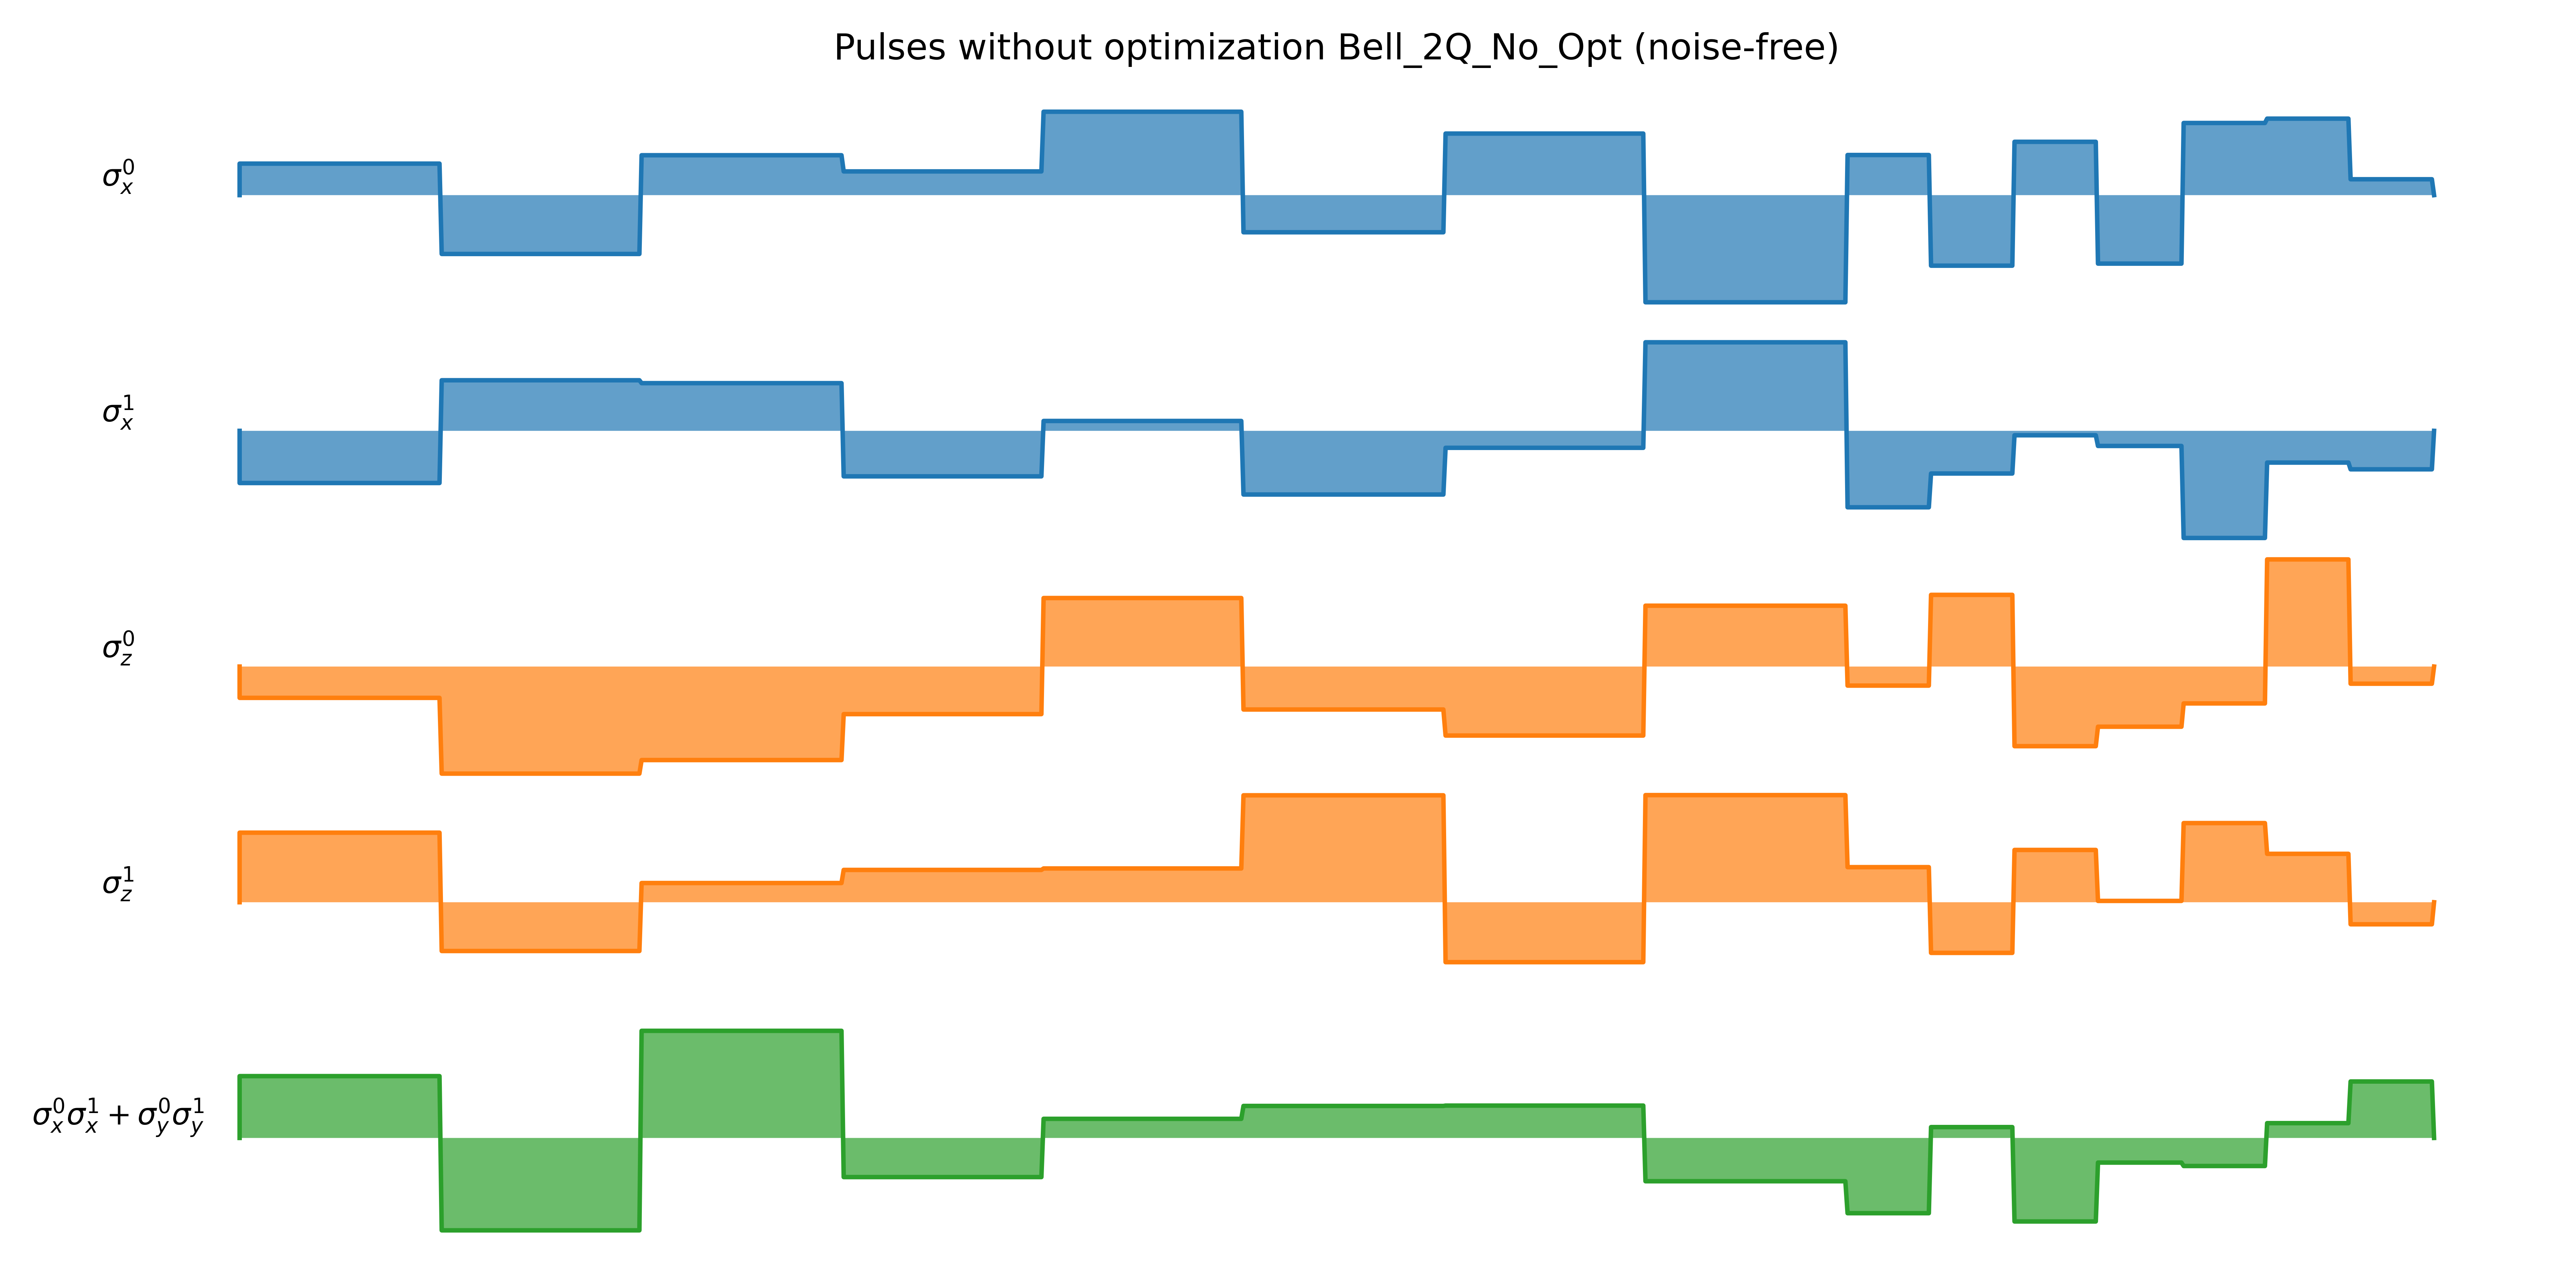 Pulses without optimization Bell_2Q_No_Opt (noise-free)
σ_x^0
σ_x^1
σ_z^0
σ_z^1
σ_x^0σ_x^1 + σ_y^0σ_y^1